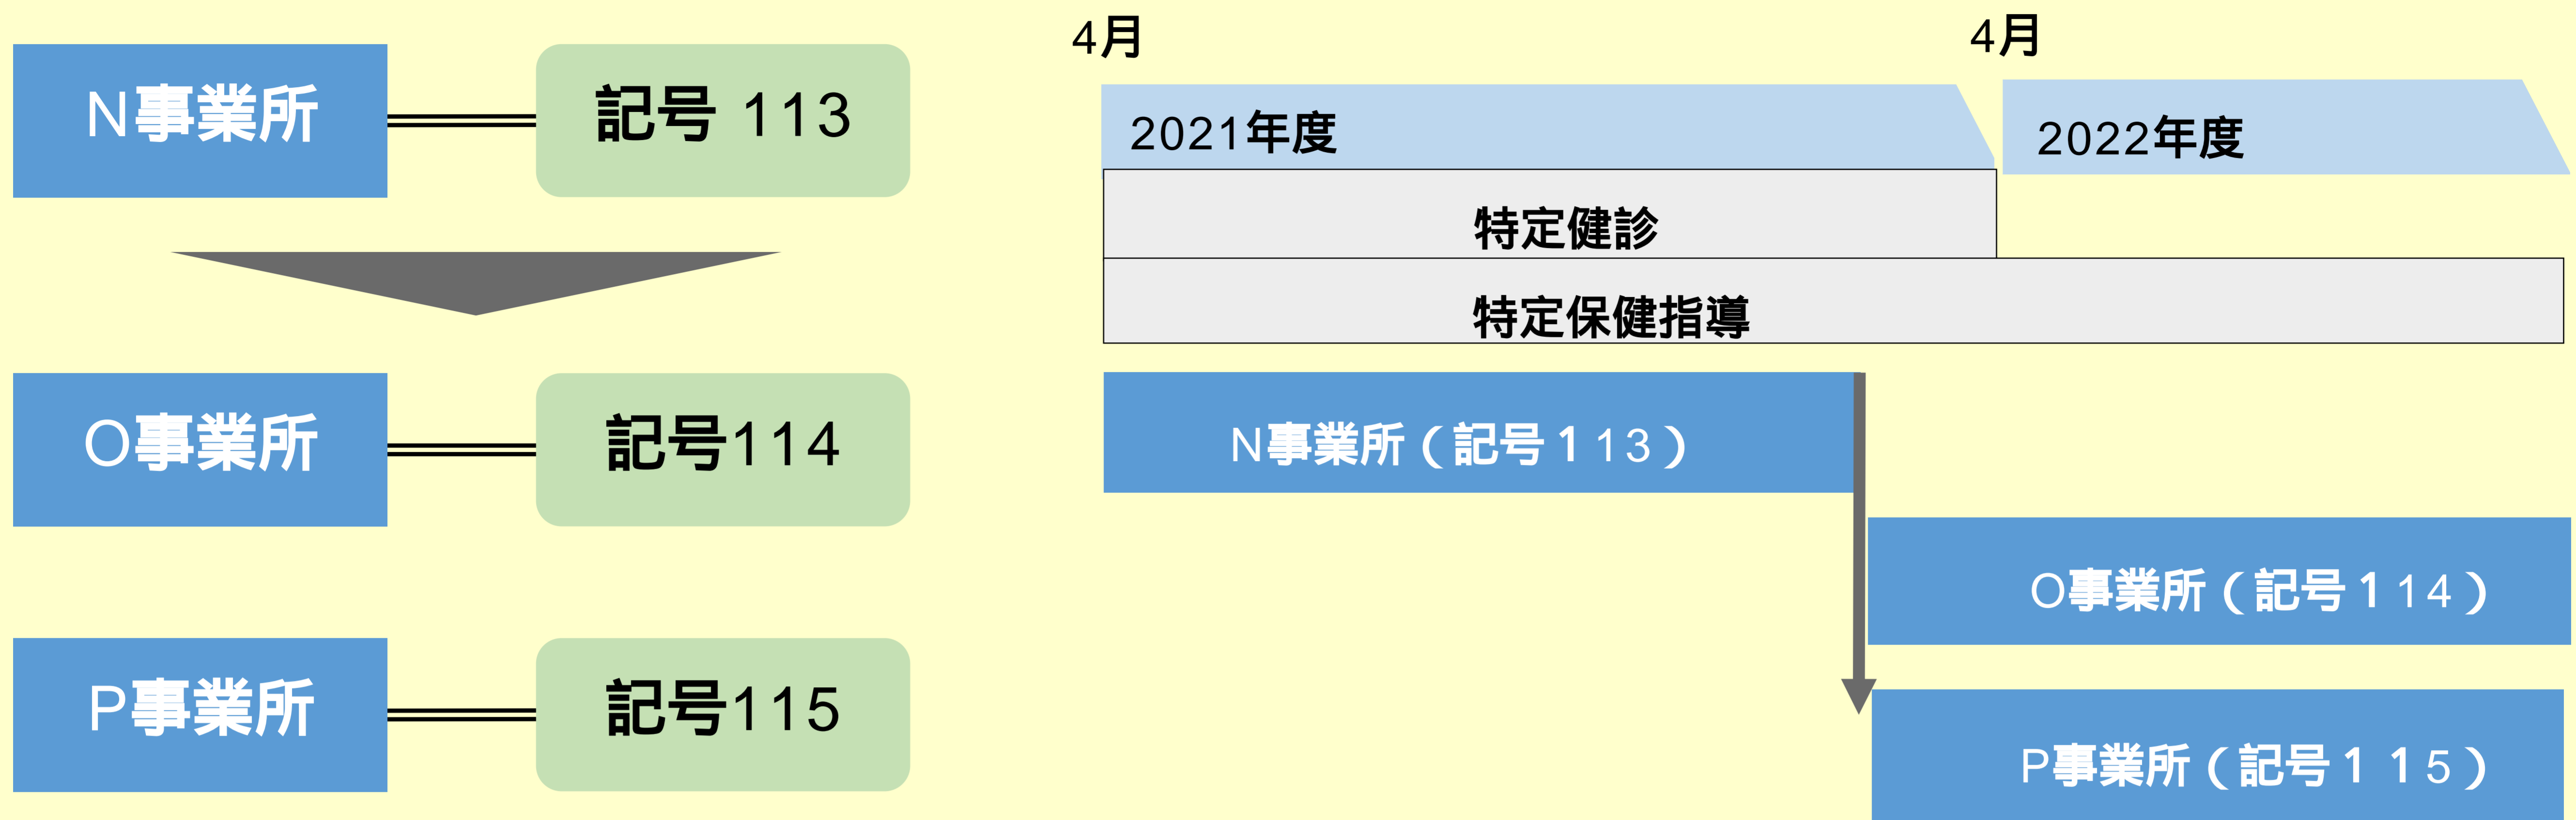 N事業所
記号 113
O事業所
記号114
P事業所
記号115
4月
4月
2021年度
2022年度
特定健診
特定保健指導
N事業所（記号１13）
O事業所（記号１14）
P事業所（記号１１5）